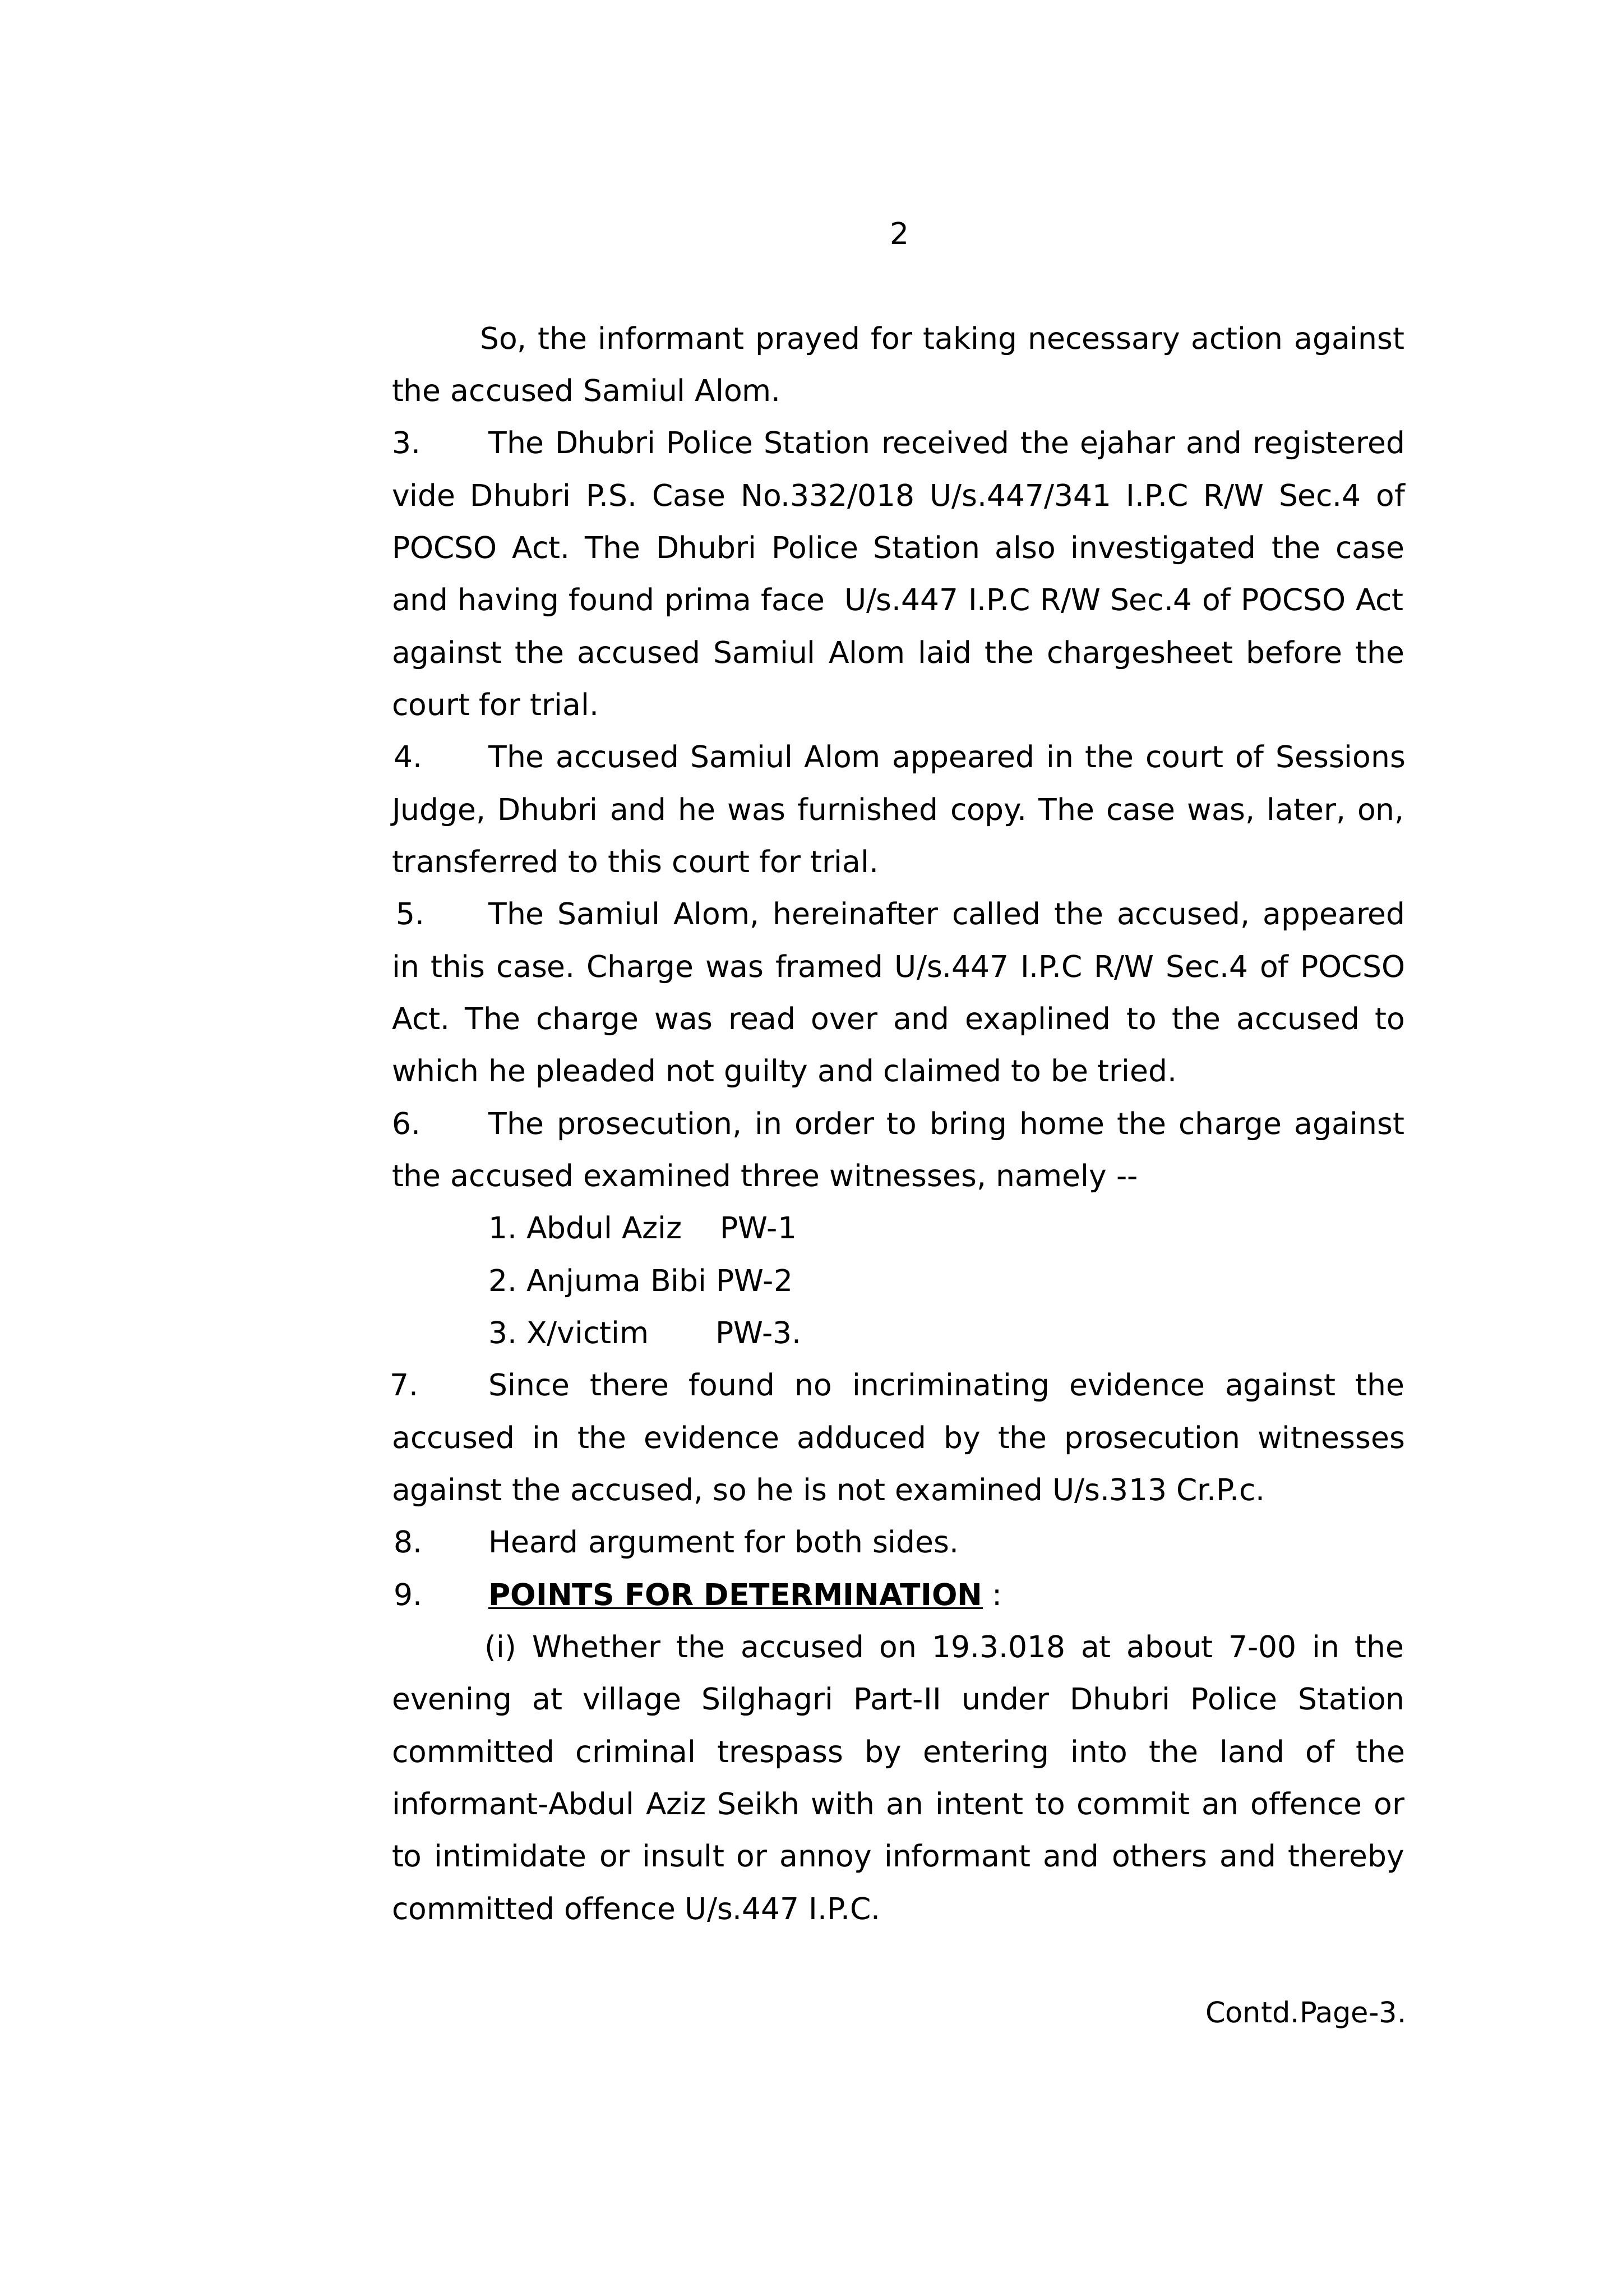 2
So, the informant prayed for taking necessary action against
the accused Samiul Alom.
3. The Dhubri Police Station received the ejahar and registered
vide Dhubri P.S. Case No.332/018 U/s.447/341 I.P.C R/W Sec.4 of
POCSO Act. The Dhubri Police Station also investigated the case
and having found prima face U/s.447 I.P.C R/W Sec.4 of POCSO Act
against the accused Samiul Alom laid the chargesheet before the
court for trial.
4. The accused Samiul Alom appeared in the court of Sessions
Judge, Dhubri and he was furnished copy. The case was, later, on,
transferred to this court for trial.
5. The Samiul Alom, hereinafter called the accused, appeared
in this case. Charge was framed U/s.447 I.P.C R/W Sec.4 of POCSO
Act. The charge was read over and exaplined to the accused to
which he pleaded not guilty and claimed to be tried.
6. The prosecution, in order to bring home the charge against
the accused examined three witnesses, namely --
1. Abdul Aziz PW-1
2. Anjuma Bibi PW-2
3. X/victim PW-3.
7. Since there found no incriminating evidence against the
accused in the evidence adduced by the prosecution witnesses
against the accused, so he is not examined U/s.313 Cr.P.c.
8. Heard argument for both sides.
9. POINTS FOR DETERMINATION :
(i) Whether the accused on 19.3.018 at about 7-00 in the
evening at village Silghagri Part-II under Dhubri Police Station
committed criminal trespass by entering into the land of the
informant-Abdul Aziz Seikh with an intent to commit an offence or
to intimidate or insult or annoy informant and others and thereby
committed offence U/s.447 I.P.C.
Contd.Page-3.